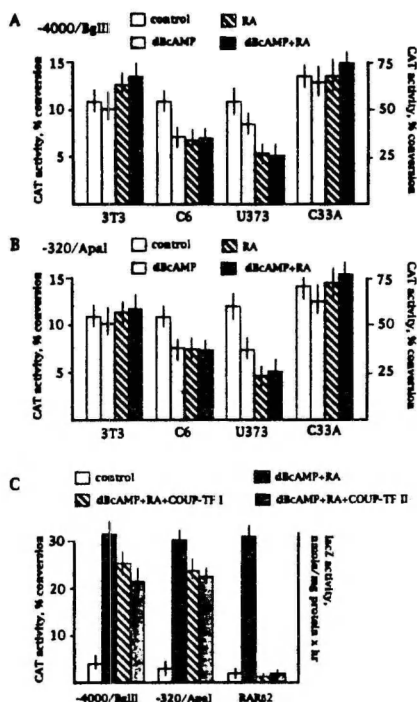 A
-4000/BglII
control
RA
dBcAMP
dBcAMP+RA
CAT activity, % conversion
15
10
5
75
50
25
CAT activity, % conversion
3T3 C6 U373 C33A
B
-320/ApaI
control
RA
dBcAMP
dBcAMP+RA
CAT activity, % conversion
15
10
5
75
50
25
CAT activity, % conversion
3T3 C6 U373 C33A
C
control
dBcAMP+RA
dBcAMP+RA+COUP-TF I
dBcAMP+RA+COUP-TF II
CAT activity, % conversion
30
20
10
lacZ activity,
nmole/mg protein x hr
-4000/BglII -320/ApaI RARß2